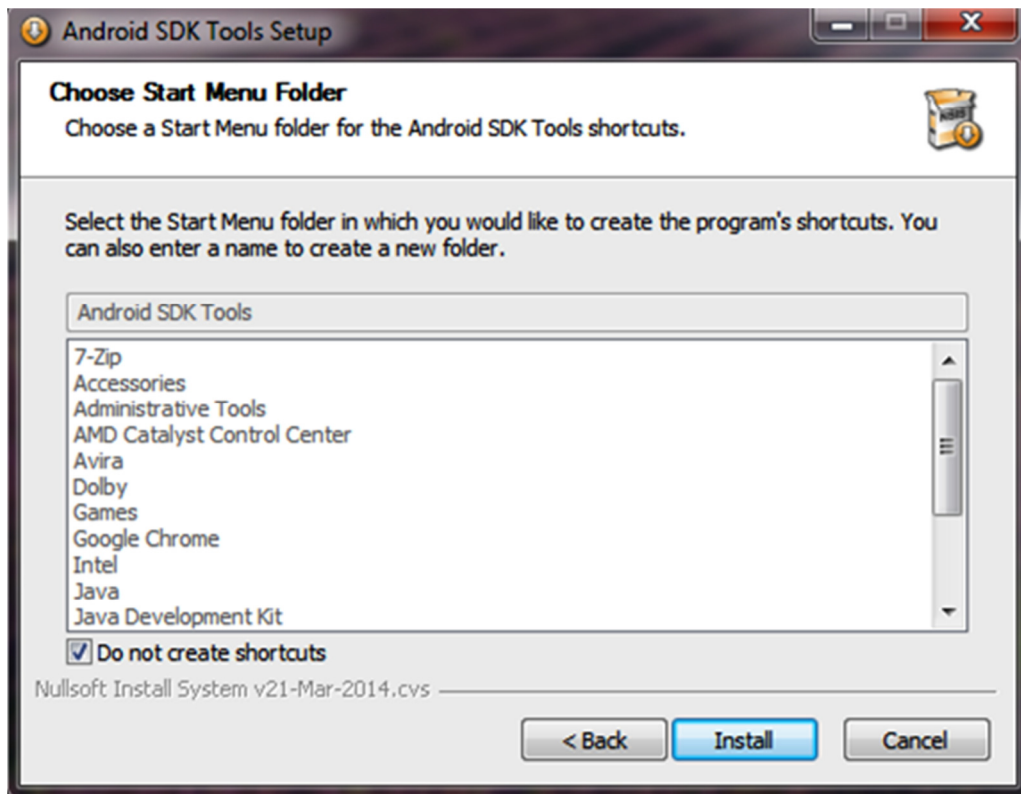 Android SDK Tools Setup
Choose Start Menu Folder
Choose a Start Menu folder for the Android SDK Tools shortcuts.
NSIS
Select the Start Menu folder in which you would like to create the program's shortcuts. You
can also enter a name to create a new folder.
Android SDK Tools
7-Zip
Accessories
Administrative Tools
AMD Catalyst Control Center
Avira
Dolby
Games
Google Chrome
Intel
Java
Java Development Kit
Do not create shortcuts
Nullsoft Install System v21-Mar-2014.cvs
< Back
Install
Cancel